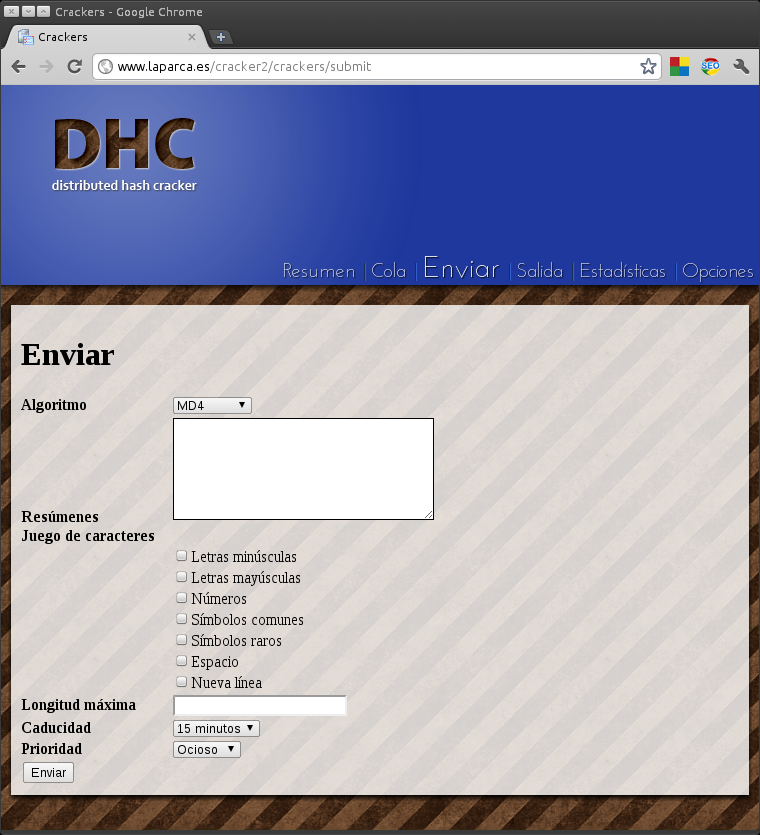 Crackers - Google Chrome
Crackers
www.laparca.es/cracker2/crackers/submit
SEO
DHC
distributed hash cracker
Resumen Cola Enviar Salida Estadísticas Opciones
Enviar
Algoritmo MD4
Resúmenes
Juego de caracteres
Letras minúsculas
Letras mayúsculas
Números
Símbolos comunes
Símbolos raros
Espacio
Nueva línea
Longitud máxima
Caducidad 15 minutos
Prioridad Ocioso
Enviar